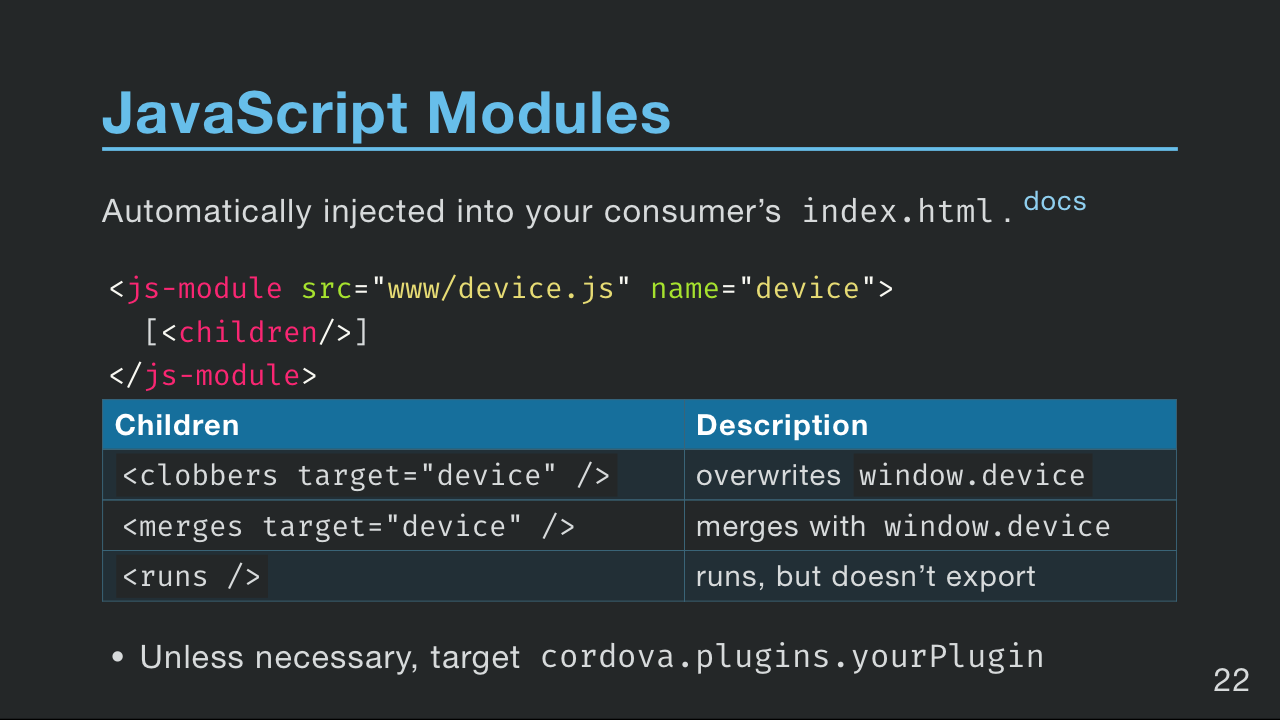 JavaScript Modules
Automatically injected into your consumer’s index.html. docs
<js-module src="www/device.js" name="device">
  [<children/>]
</js-module>
Children Description
<clobbers target="device" /> overwrites window.device
<merges target="device" /> merges with window.device
<runs /> runs, but doesn’t export
• Unless necessary, target cordova.plugins.yourPlugin
22